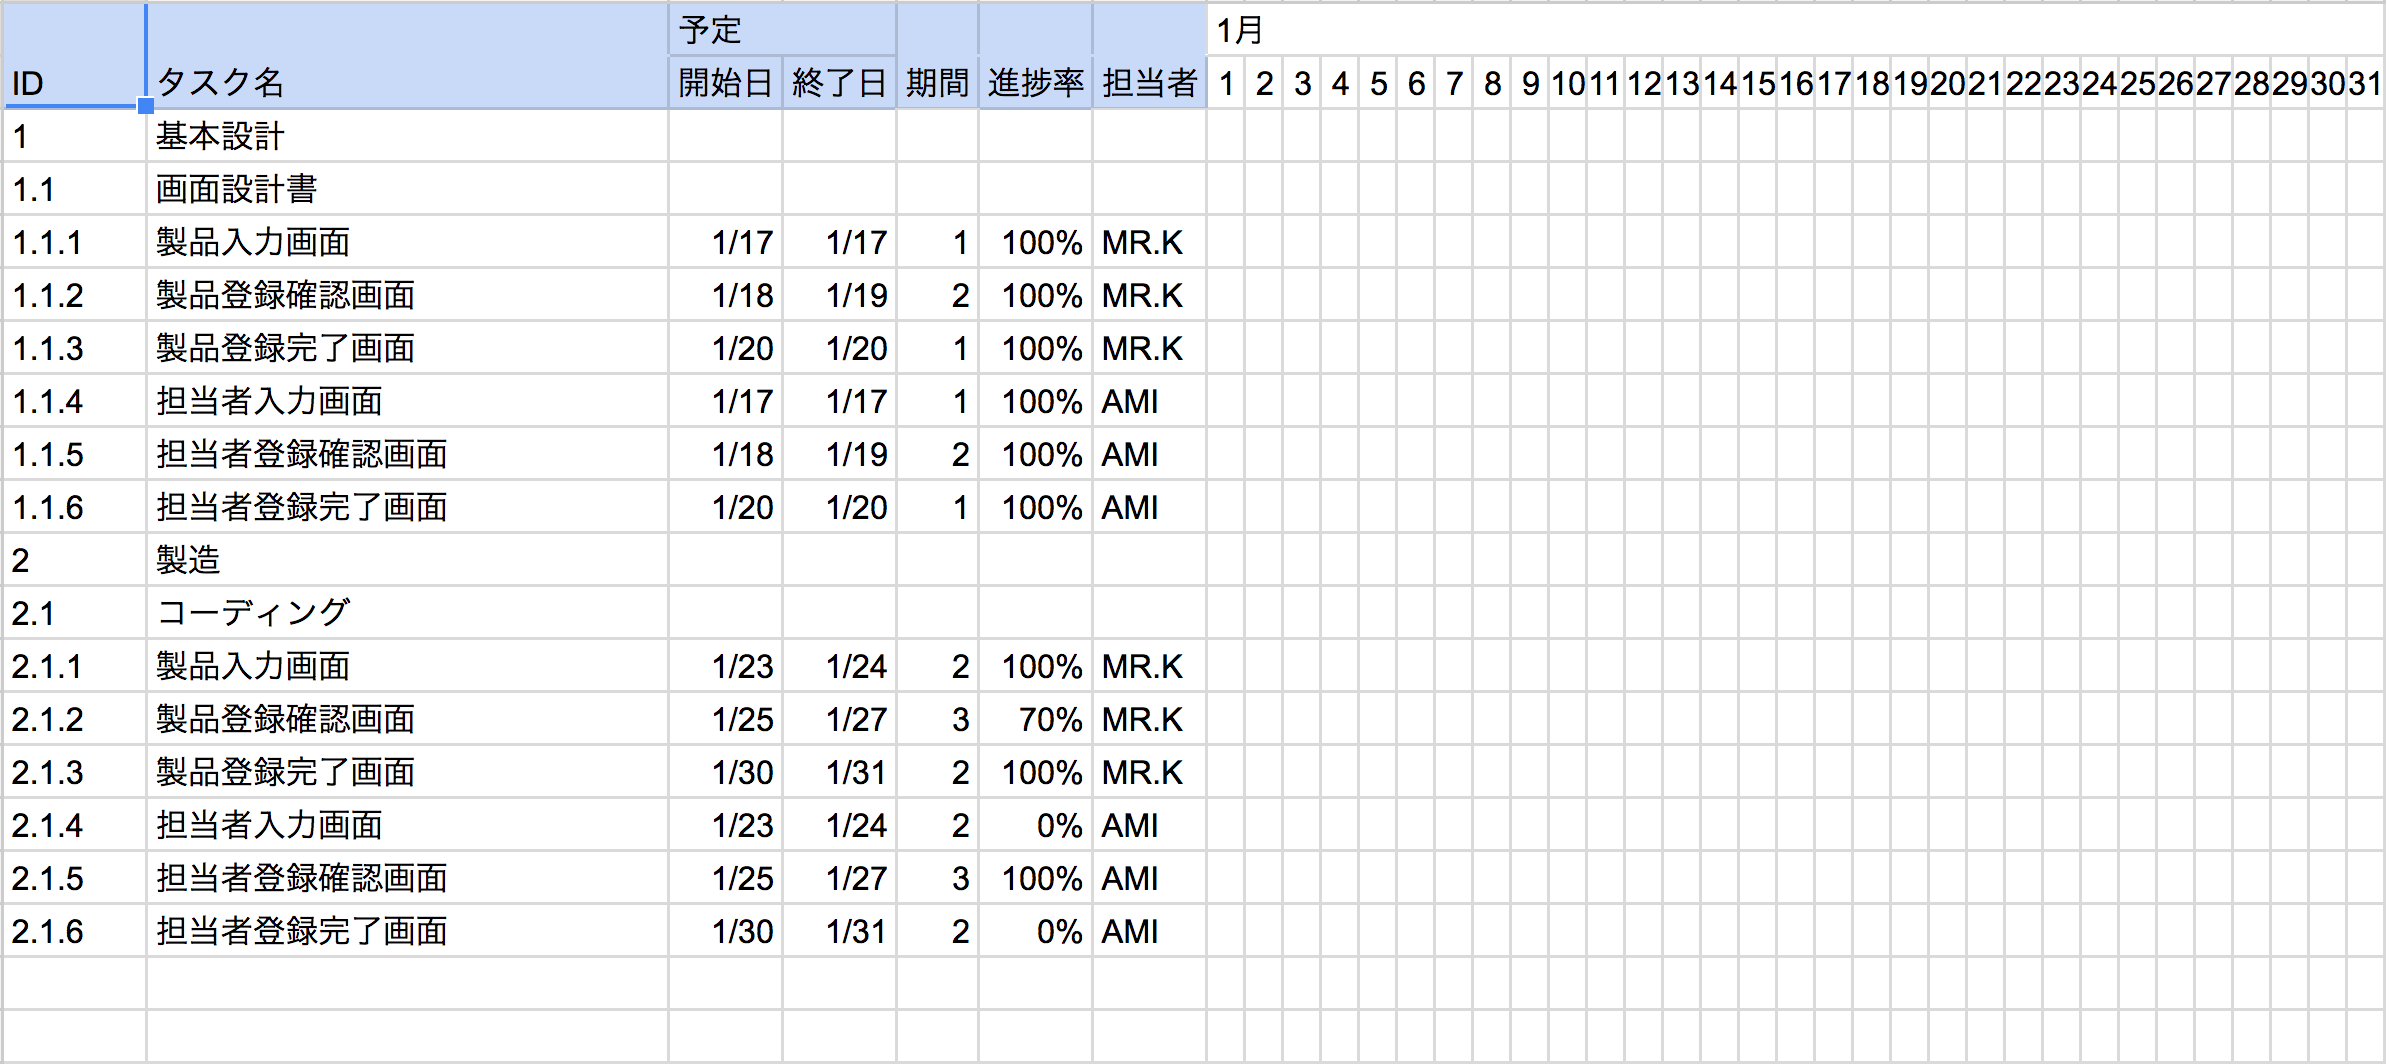 予定 1月
ID タスク名 開始日 終了日 期間 進捗率 担当者 1 2 3 4 5 6 7 8 9 10 11 12 13 14 15 16 17 18 19 20 21 22 23 24 25 26 27 28 29 30 31
1 基本設計
1.1 画面設計書
1.1.1 製品入力画面 1/17 1/17 1 100% MR.K
1.1.2 製品登録確認画面 1/18 1/19 2 100% MR.K
1.1.3 製品登録完了画面 1/20 1/20 1 100% MR.K
1.1.4 担当者入力画面 1/17 1/17 1 100% AMI
1.1.5 担当者登録確認画面 1/18 1/19 2 100% AMI
1.1.6 担当者登録完了画面 1/20 1/20 1 100% AMI
2 製造
2.1 コーディング
2.1.1 製品入力画面 1/23 1/24 2 100% MR.K
2.1.2 製品登録確認画面 1/25 1/27 3 70% MR.K
2.1.3 製品登録完了画面 1/30 1/31 2 100% MR.K
2.1.4 担当者入力画面 1/23 1/24 2 0% AMI
2.1.5 担当者登録確認画面 1/25 1/27 3 100% AMI
2.1.6 担当者登録完了画面 1/30 1/31 2 0% AMI